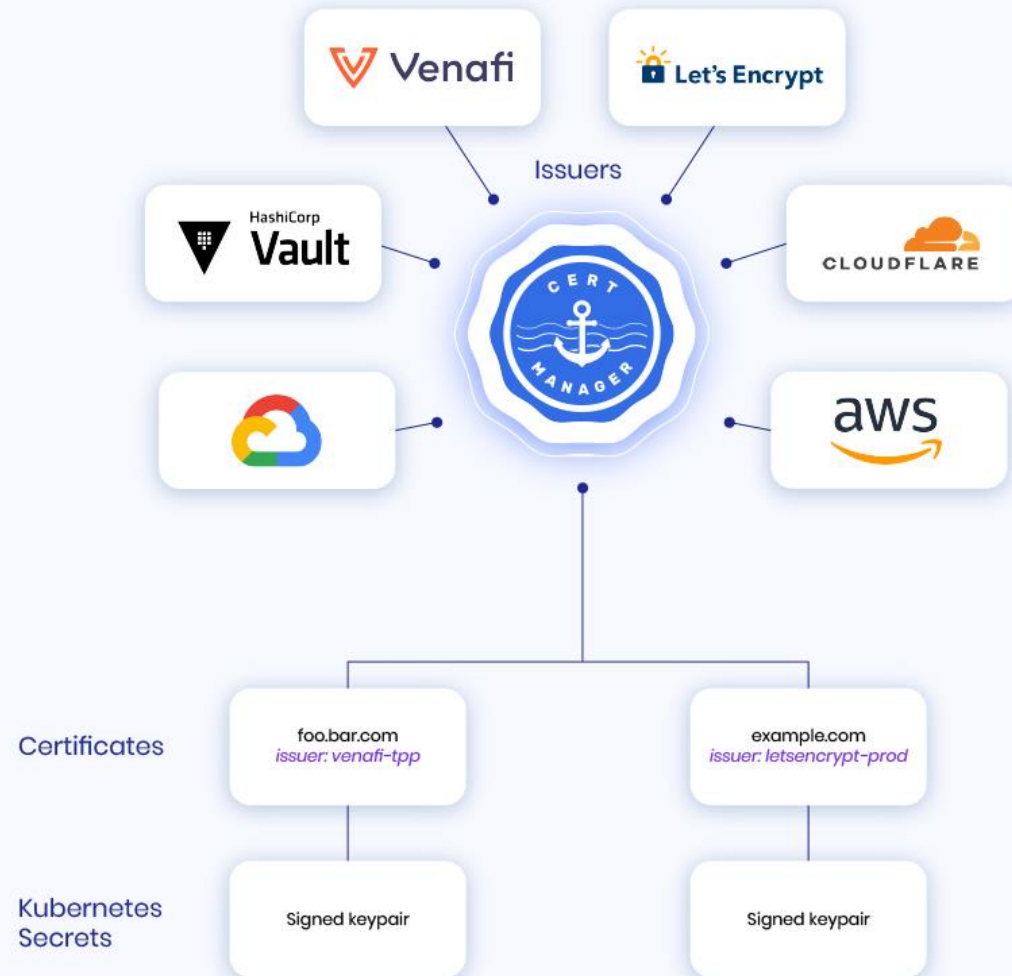 Venafi
Let's Encrypt
Issuers
HashiCorp
Vault
CLOUDFLARE
CERT
MANAGER
aws
Certificates
foo.bar.com
issuer: venafi-tpp
example.com
issuer: letsencrypt-prod
Kubernetes
Secrets
Signed keypair
Signed keypair